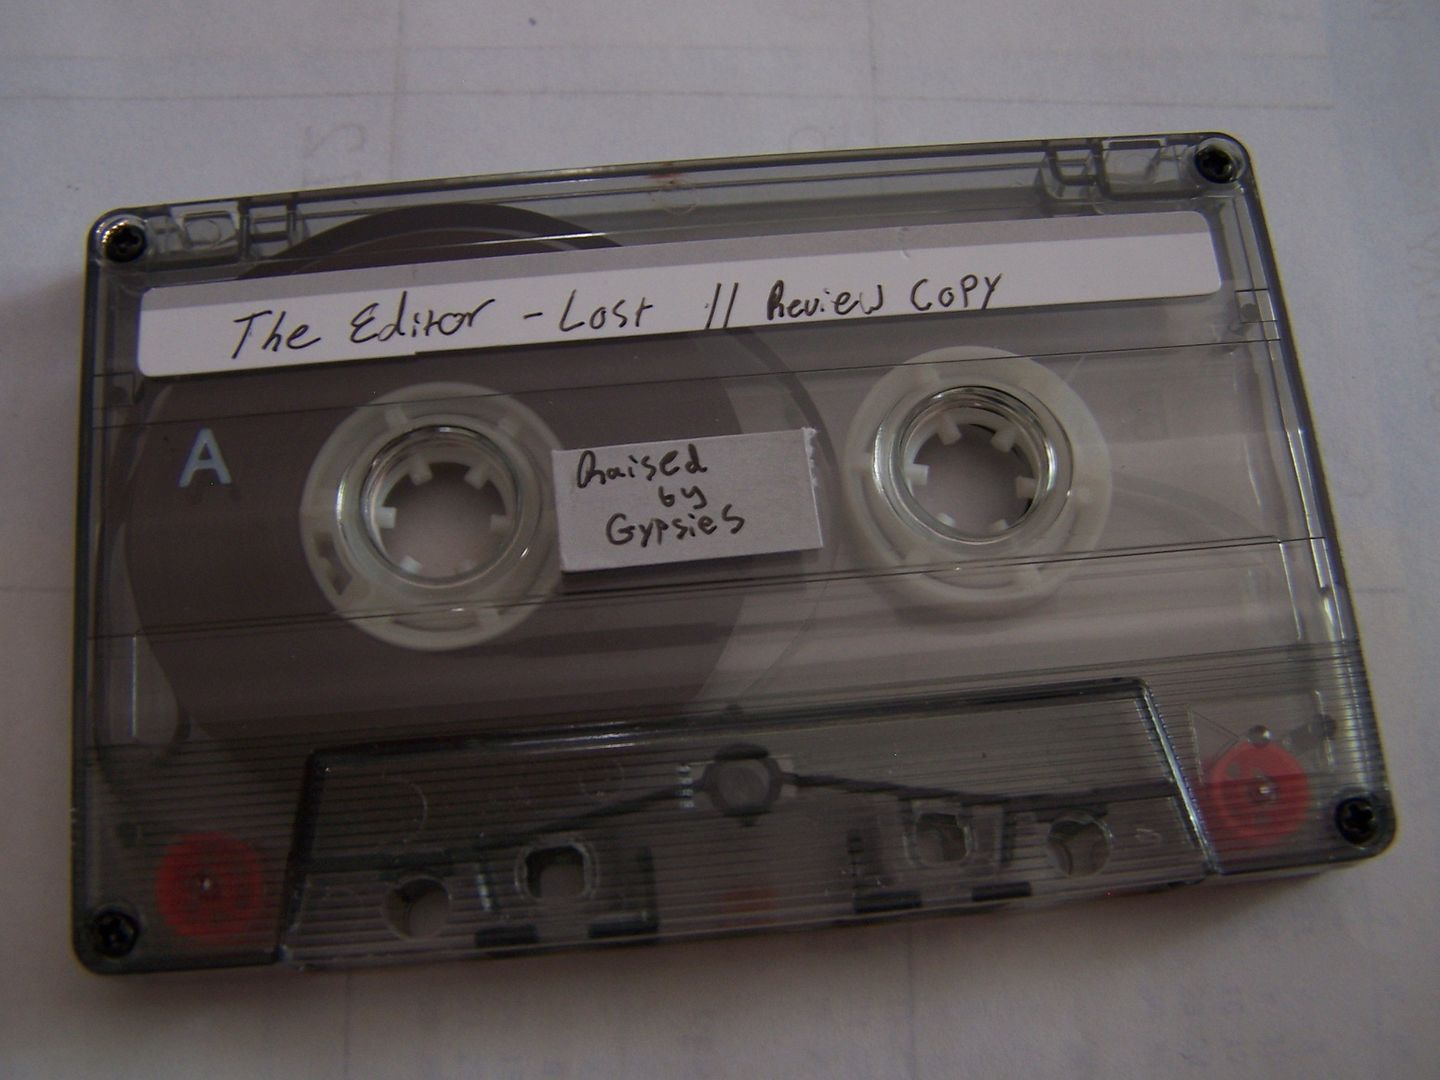 The Editor - Lost // Review Copy
A
Raised
by
Gypsies